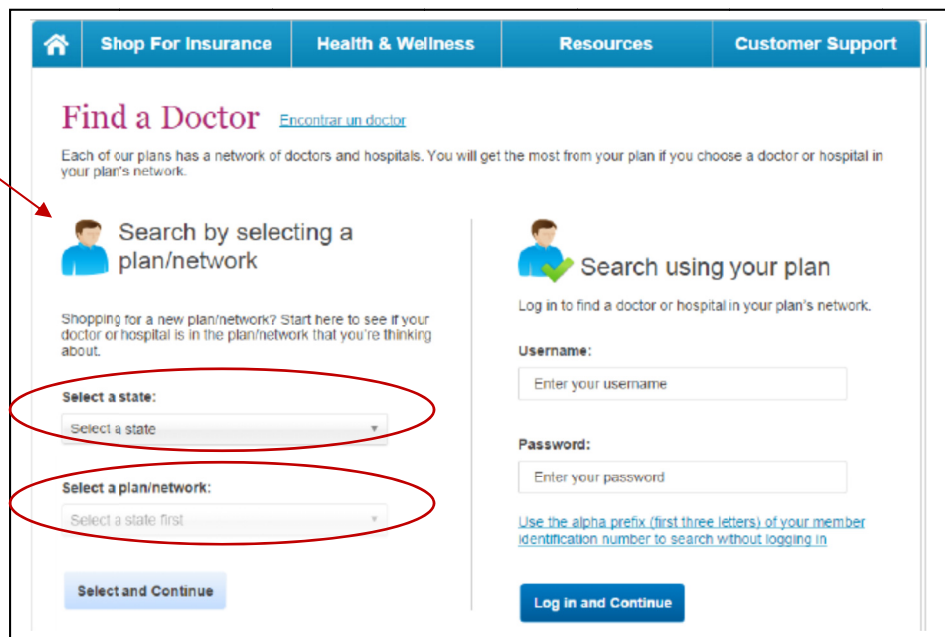 Shop For Insurance Health & Wellness Resources Customer Support
Find a Doctor Encontrar un doctor
Each of our plans has a network of doctors and hospitals. You will get the most from your plan if you choose a doctor or hospital in
your plan's network.
Search by selecting a
plan/network
Shopping for a new plan/network? Start here to see if your
doctor or hospital is in the plan/network that you're thinking
about.
Select a state:
Select a state
Select a plan/network:
Select a state first
Select and Continue
Search using your plan
Log in to find a doctor or hospital in your plan's network.
Username:
Enter your username
Password:
Enter your password
Use the alpha prefix (first three letters) of your member
identification number to search wthout logging in
Log in and Continue